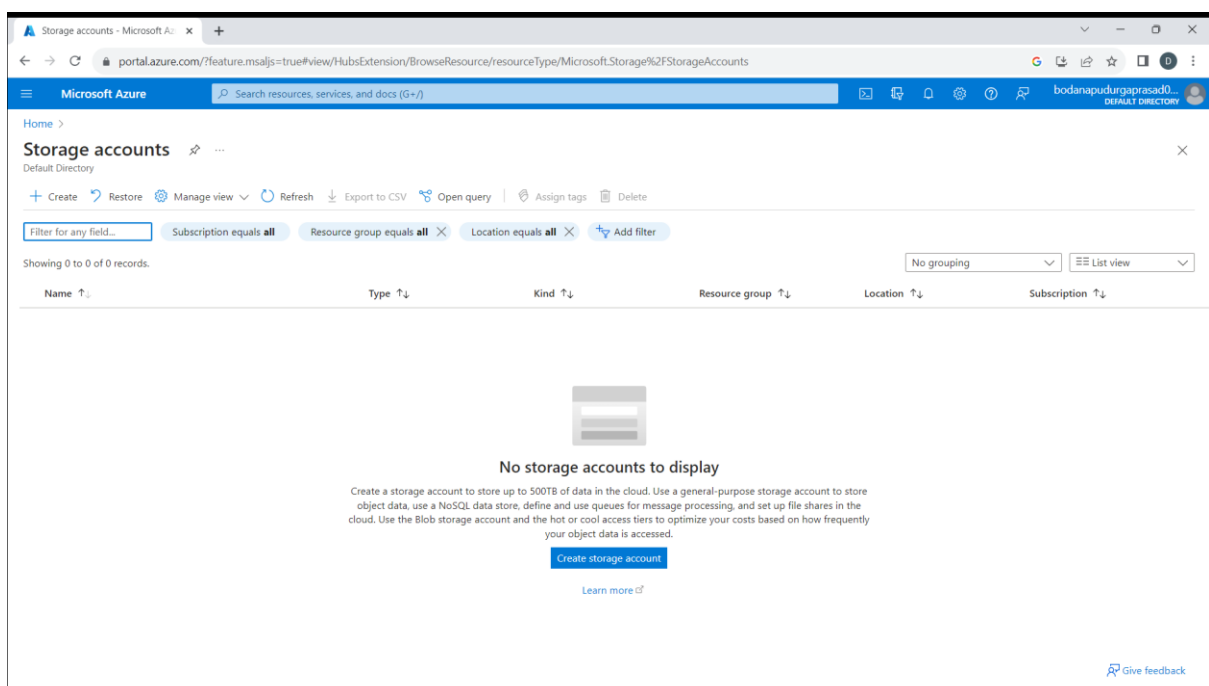 Storage accounts - Microsoft Az
portal.azure.com/?feature.msaljs=true#view/HubsExtension/BrowseResource/resourceType/Microsoft.Storage%2FStorageAccounts
G D
Microsoft Azure Search resources, services, and docs (G+/) bodanapudurgaprasad0...
DEFAULT DIRECTORY
Home >
Storage accounts ...
Default Directory
Create Restore Manage view Refresh Export to CSV Open query Assign tags Delete
Filter for any field... Subscription equals all Resource group equals all Location equals all Add filter
Showing 0 to 0 of 0 records. No grouping List view
Name ↑↓ Type ↑↓ Kind ↑↓ Resource group ↑↓ Location ↑↓ Subscription ↑↓
No storage accounts to display
Create a storage account to store up to 500TB of data in the cloud. Use a general-purpose storage account to store
object data, use a NoSQL data store, define and use queues for message processing, and set up file shares in the
cloud. Use the Blob storage account and the hot or cool access tiers to optimize your costs based on how frequently
your object data is accessed.
Create storage account
Learn more
Give feedback